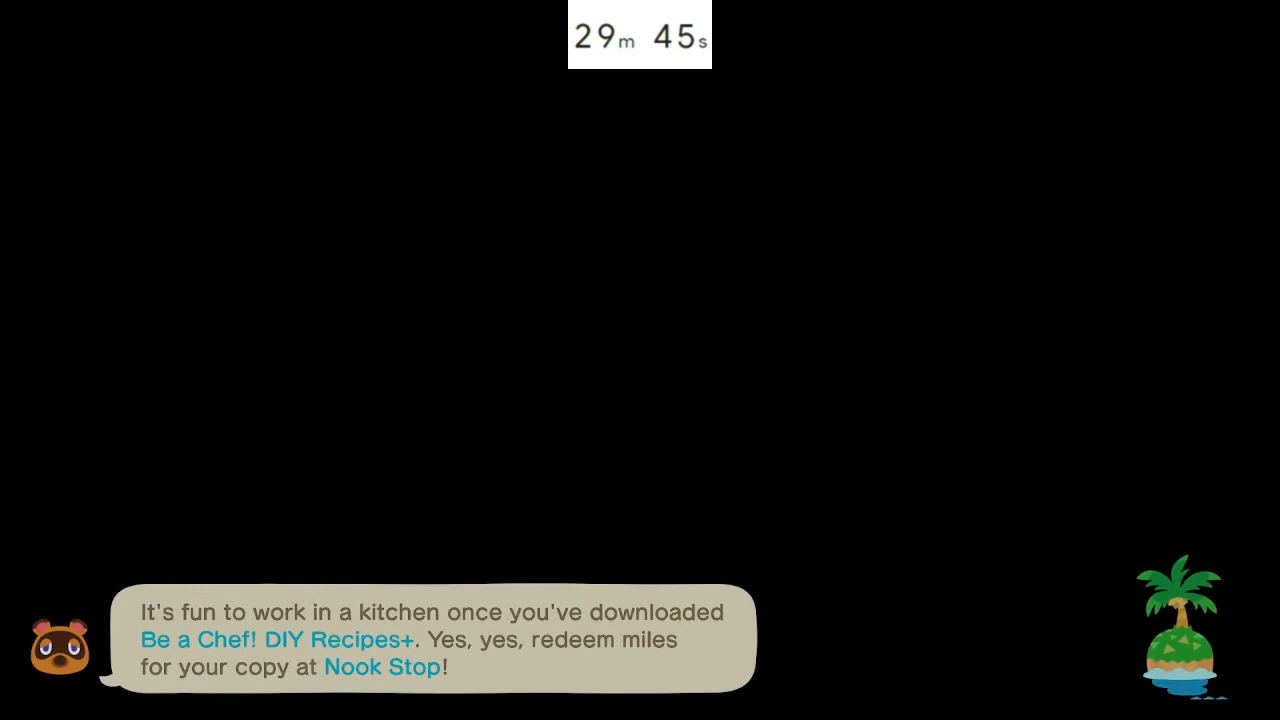 29m 45s
It's fun to work in a kitchen once you've downloaded
Be a Chef! DIY Recipes+. Yes, yes, redeem miles
for your copy at Nook Stop!